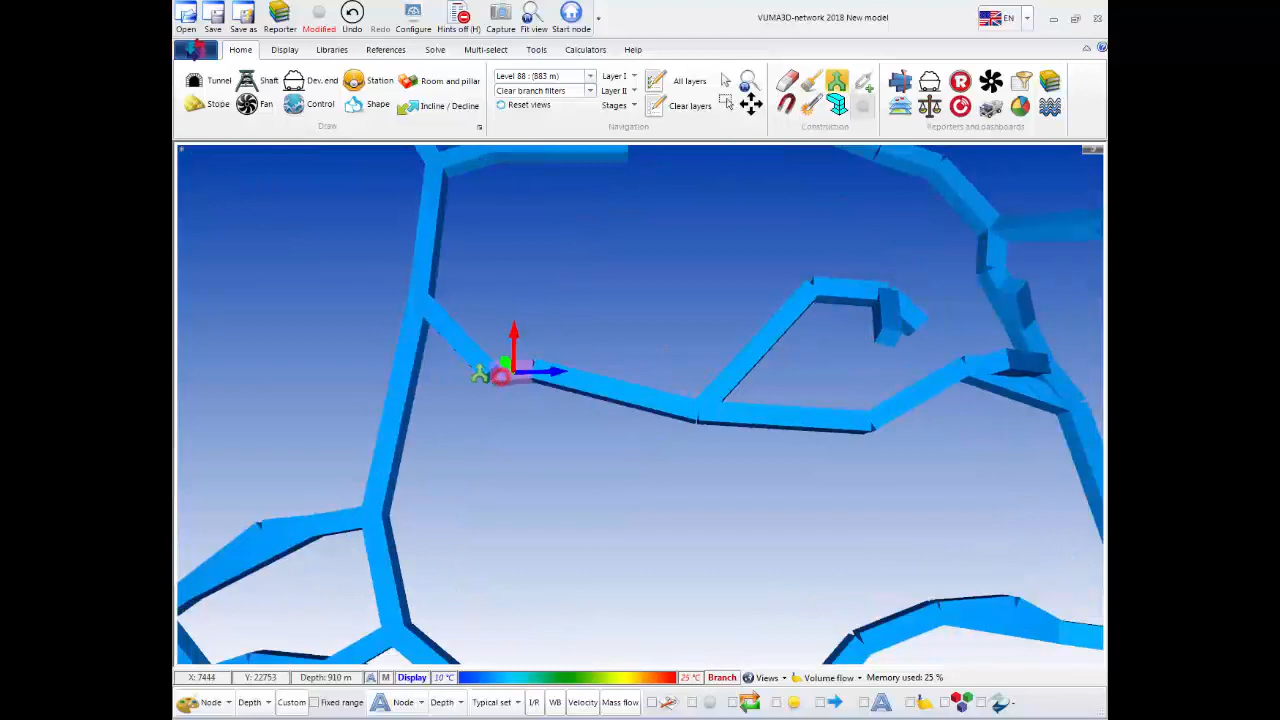 VUMA3D-network 2018 New model
EN
Open Save Save as Reporter Modified Undo Redo Configure Hints off (H) Capture Find node Start node
Home Display Libraries References Solve Multi-select Tools Calculators
Tunnel Shaft Dev. end Station Room and pillar
Stope Fan Control Shape Incline / Decline
Draw
Level 88 : (883 m)
Clear branch filters
Reset views
Layer I
Layer II
Stages
All layers
Clear layers
Navigation
Construction
Reporters and dashboards
X: 7444 Y: 22753 Depth: 910 m A M Display 10 °C 25 °C Branch Views Volume flow Memory used: 25 %
Node Depth Custom Fixed range A Node Depth Typical set I/R WB Velocity Mass flow A